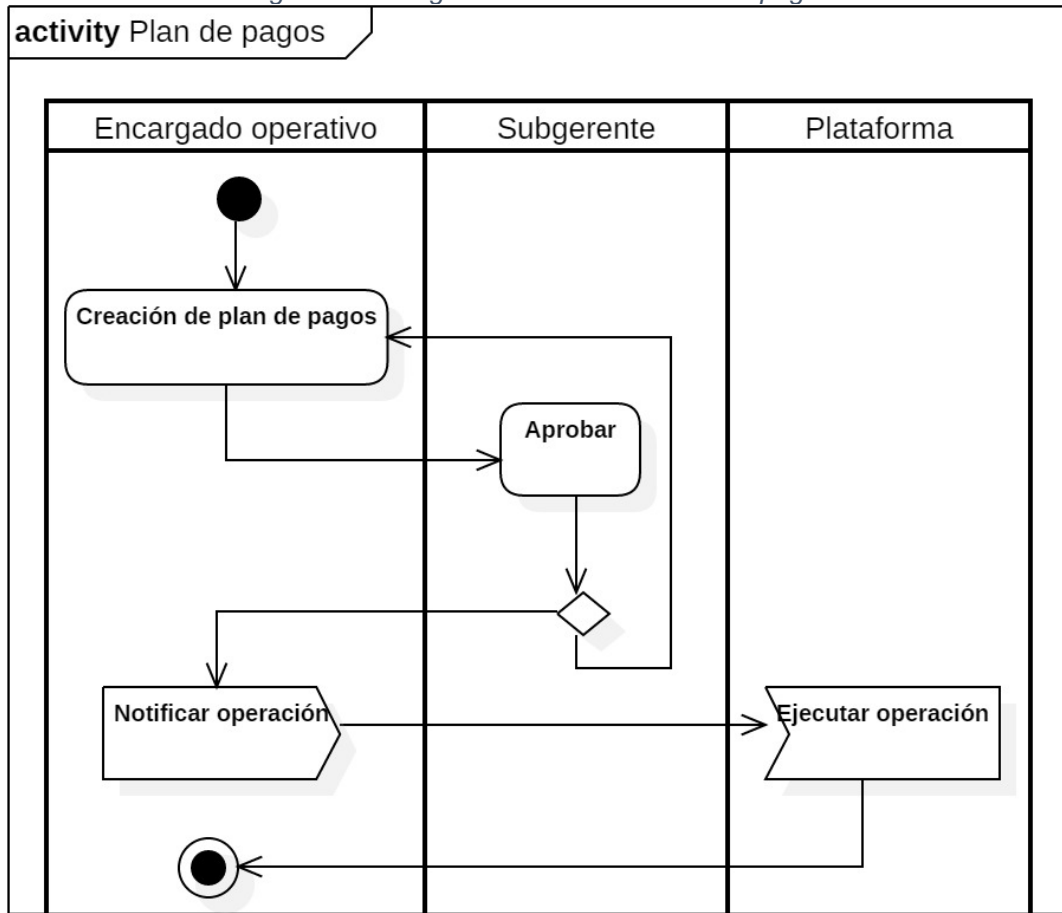 activity Plan de pagos
Encargado operativo
Subgerente
Plataforma
Creación de plan de pagos
Aprobar
Notificar operación
Ejecutar operación